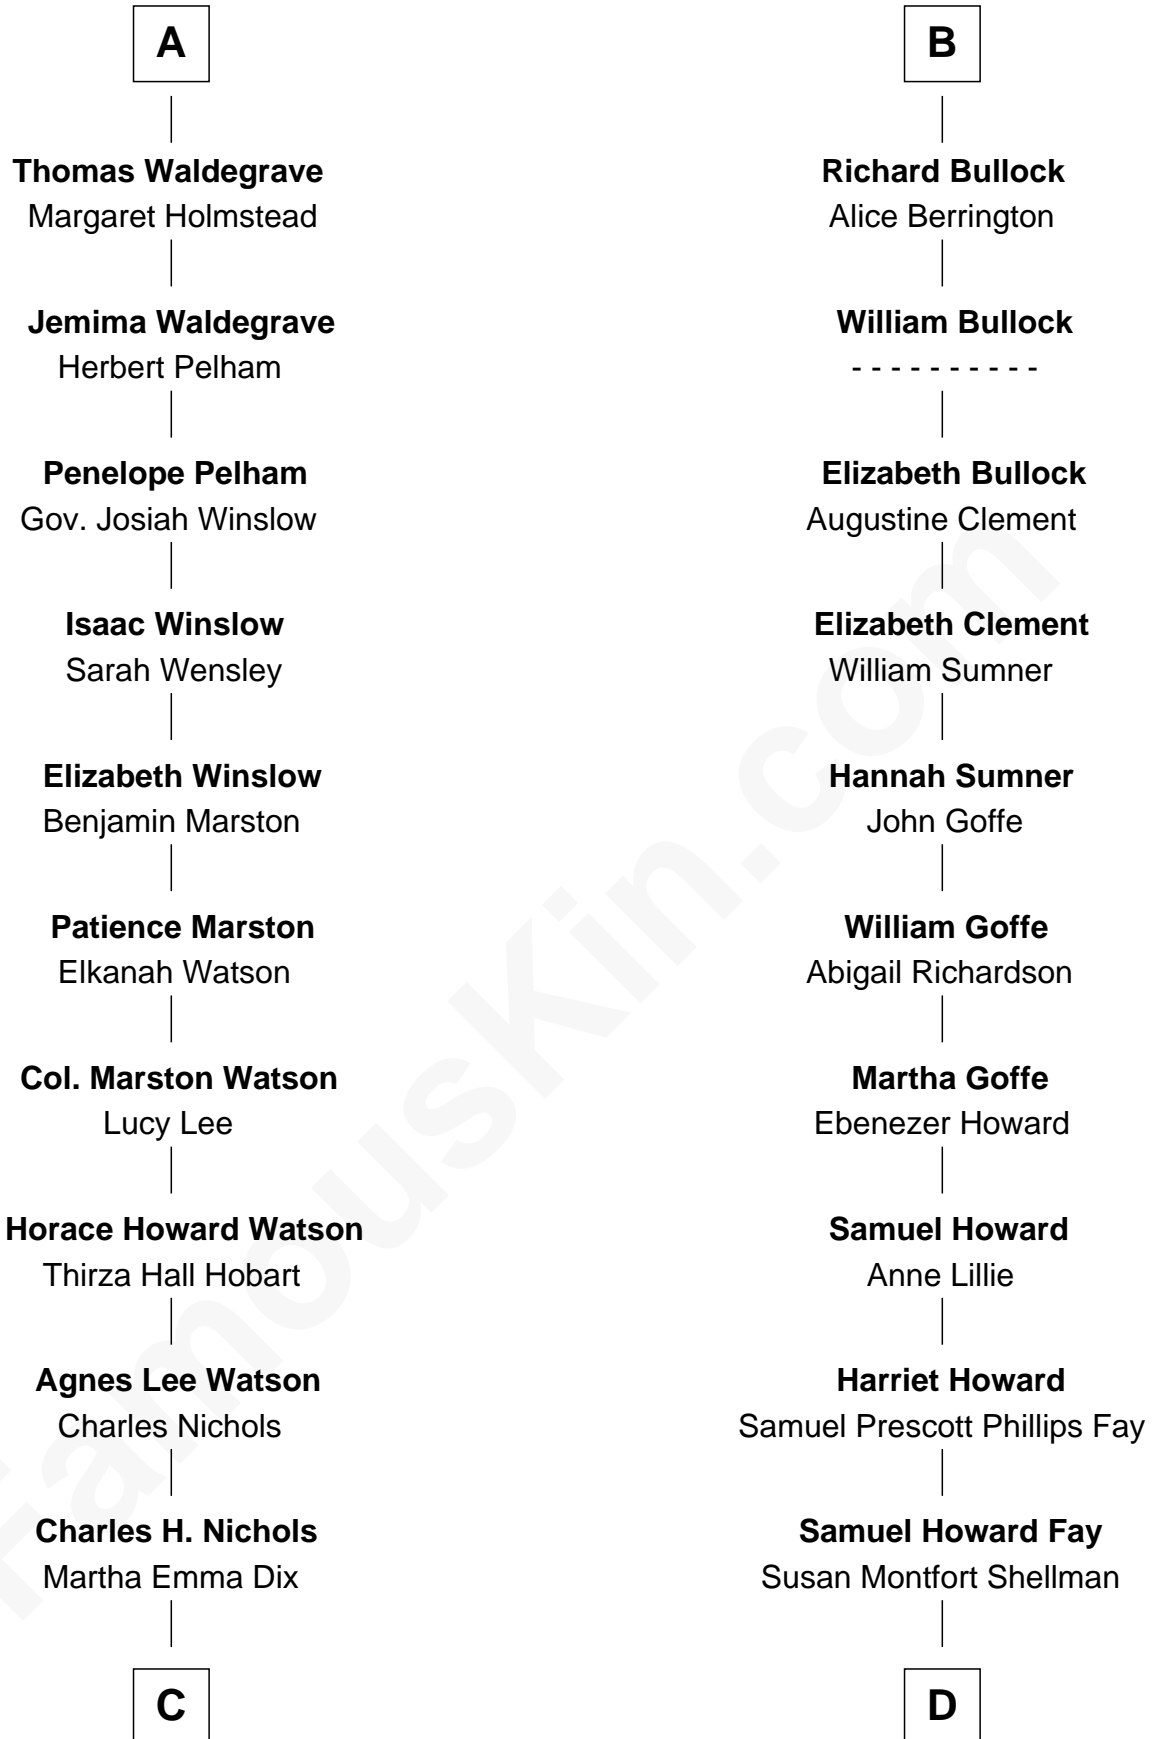 A
Thomas Waldegrave
Margaret Holmstead
Jemima Waldegrave
Herbert Pelham
Penelope Pelham
Gov. Josiah Winslow
Isaac Winslow
Sarah Wensley
Elizabeth Winslow
Benjamin Marston
Patience Marston
Elkanah Watson
Col. Marston Watson
Lucy Lee
Horace Howard Watson
Thirza Hall Hobart
Agnes Lee Watson
Charles Nichols
Charles H. Nichols
Martha Emma Dix
C
B
Richard Bullock
Alice Berrington
William Bullock
- - - - - - - - - -
Elizabeth Bullock
Augustine Clement
Elizabeth Clement
William Sumner
Hannah Sumner
John Goffe
William Goffe
Abigail Richardson
Martha Goffe
Ebenezer Howard
Samuel Howard
Anne Lillie
Harriet Howard
Samuel Prescott Phillips Fay
Samuel Howard Fay
Susan Montfort Shellman
D
FamousKin.com